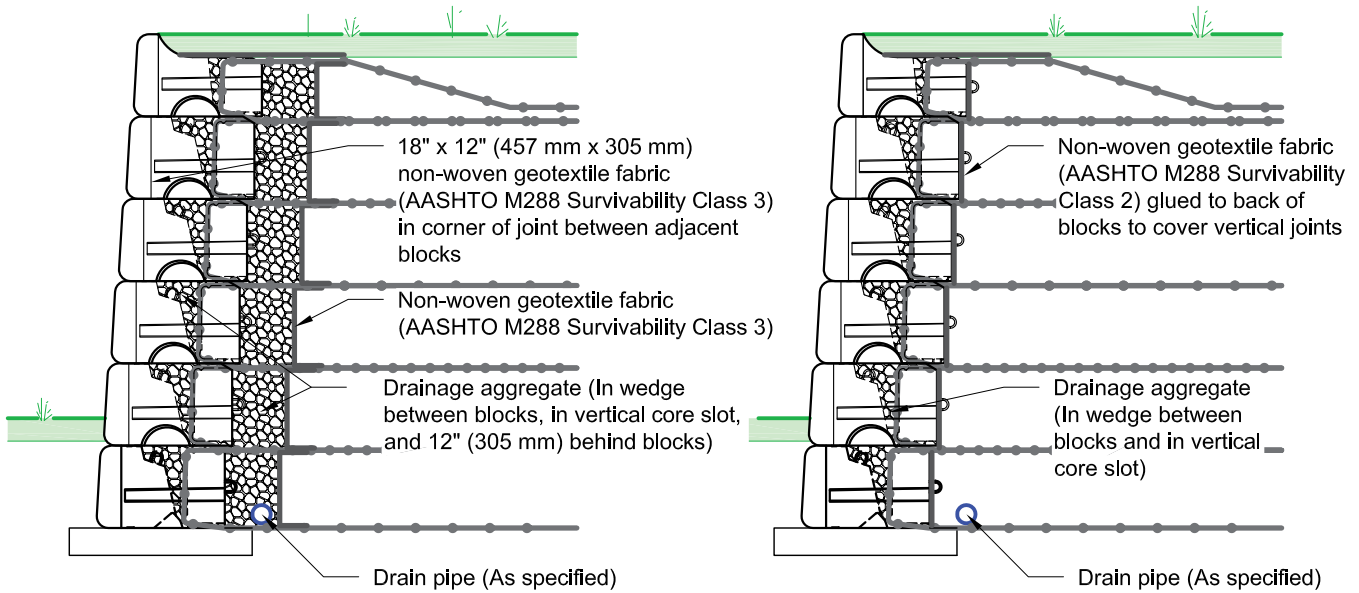 18" x 12" (457 mm x 305 mm)
non-woven geotextile fabric
(AASHTO M288 Survivability Class 3)
in corner of joint between adjacent
blocks
Non-woven geotextile fabric
(AASHTO M288 Survivability Class 3)
Drainage aggregate (In wedge
between blocks, in vertical core slot,
and 12" (305 mm) behind blocks)
Drain pipe (As specified)
Non-woven geotextile fabric
(AASHTO M288 Survivability
Class 2) glued to back of
blocks to cover vertical joints
Drainage aggregate
(In wedge between
blocks and in vertical
core slot)
Drain pipe (As specified)